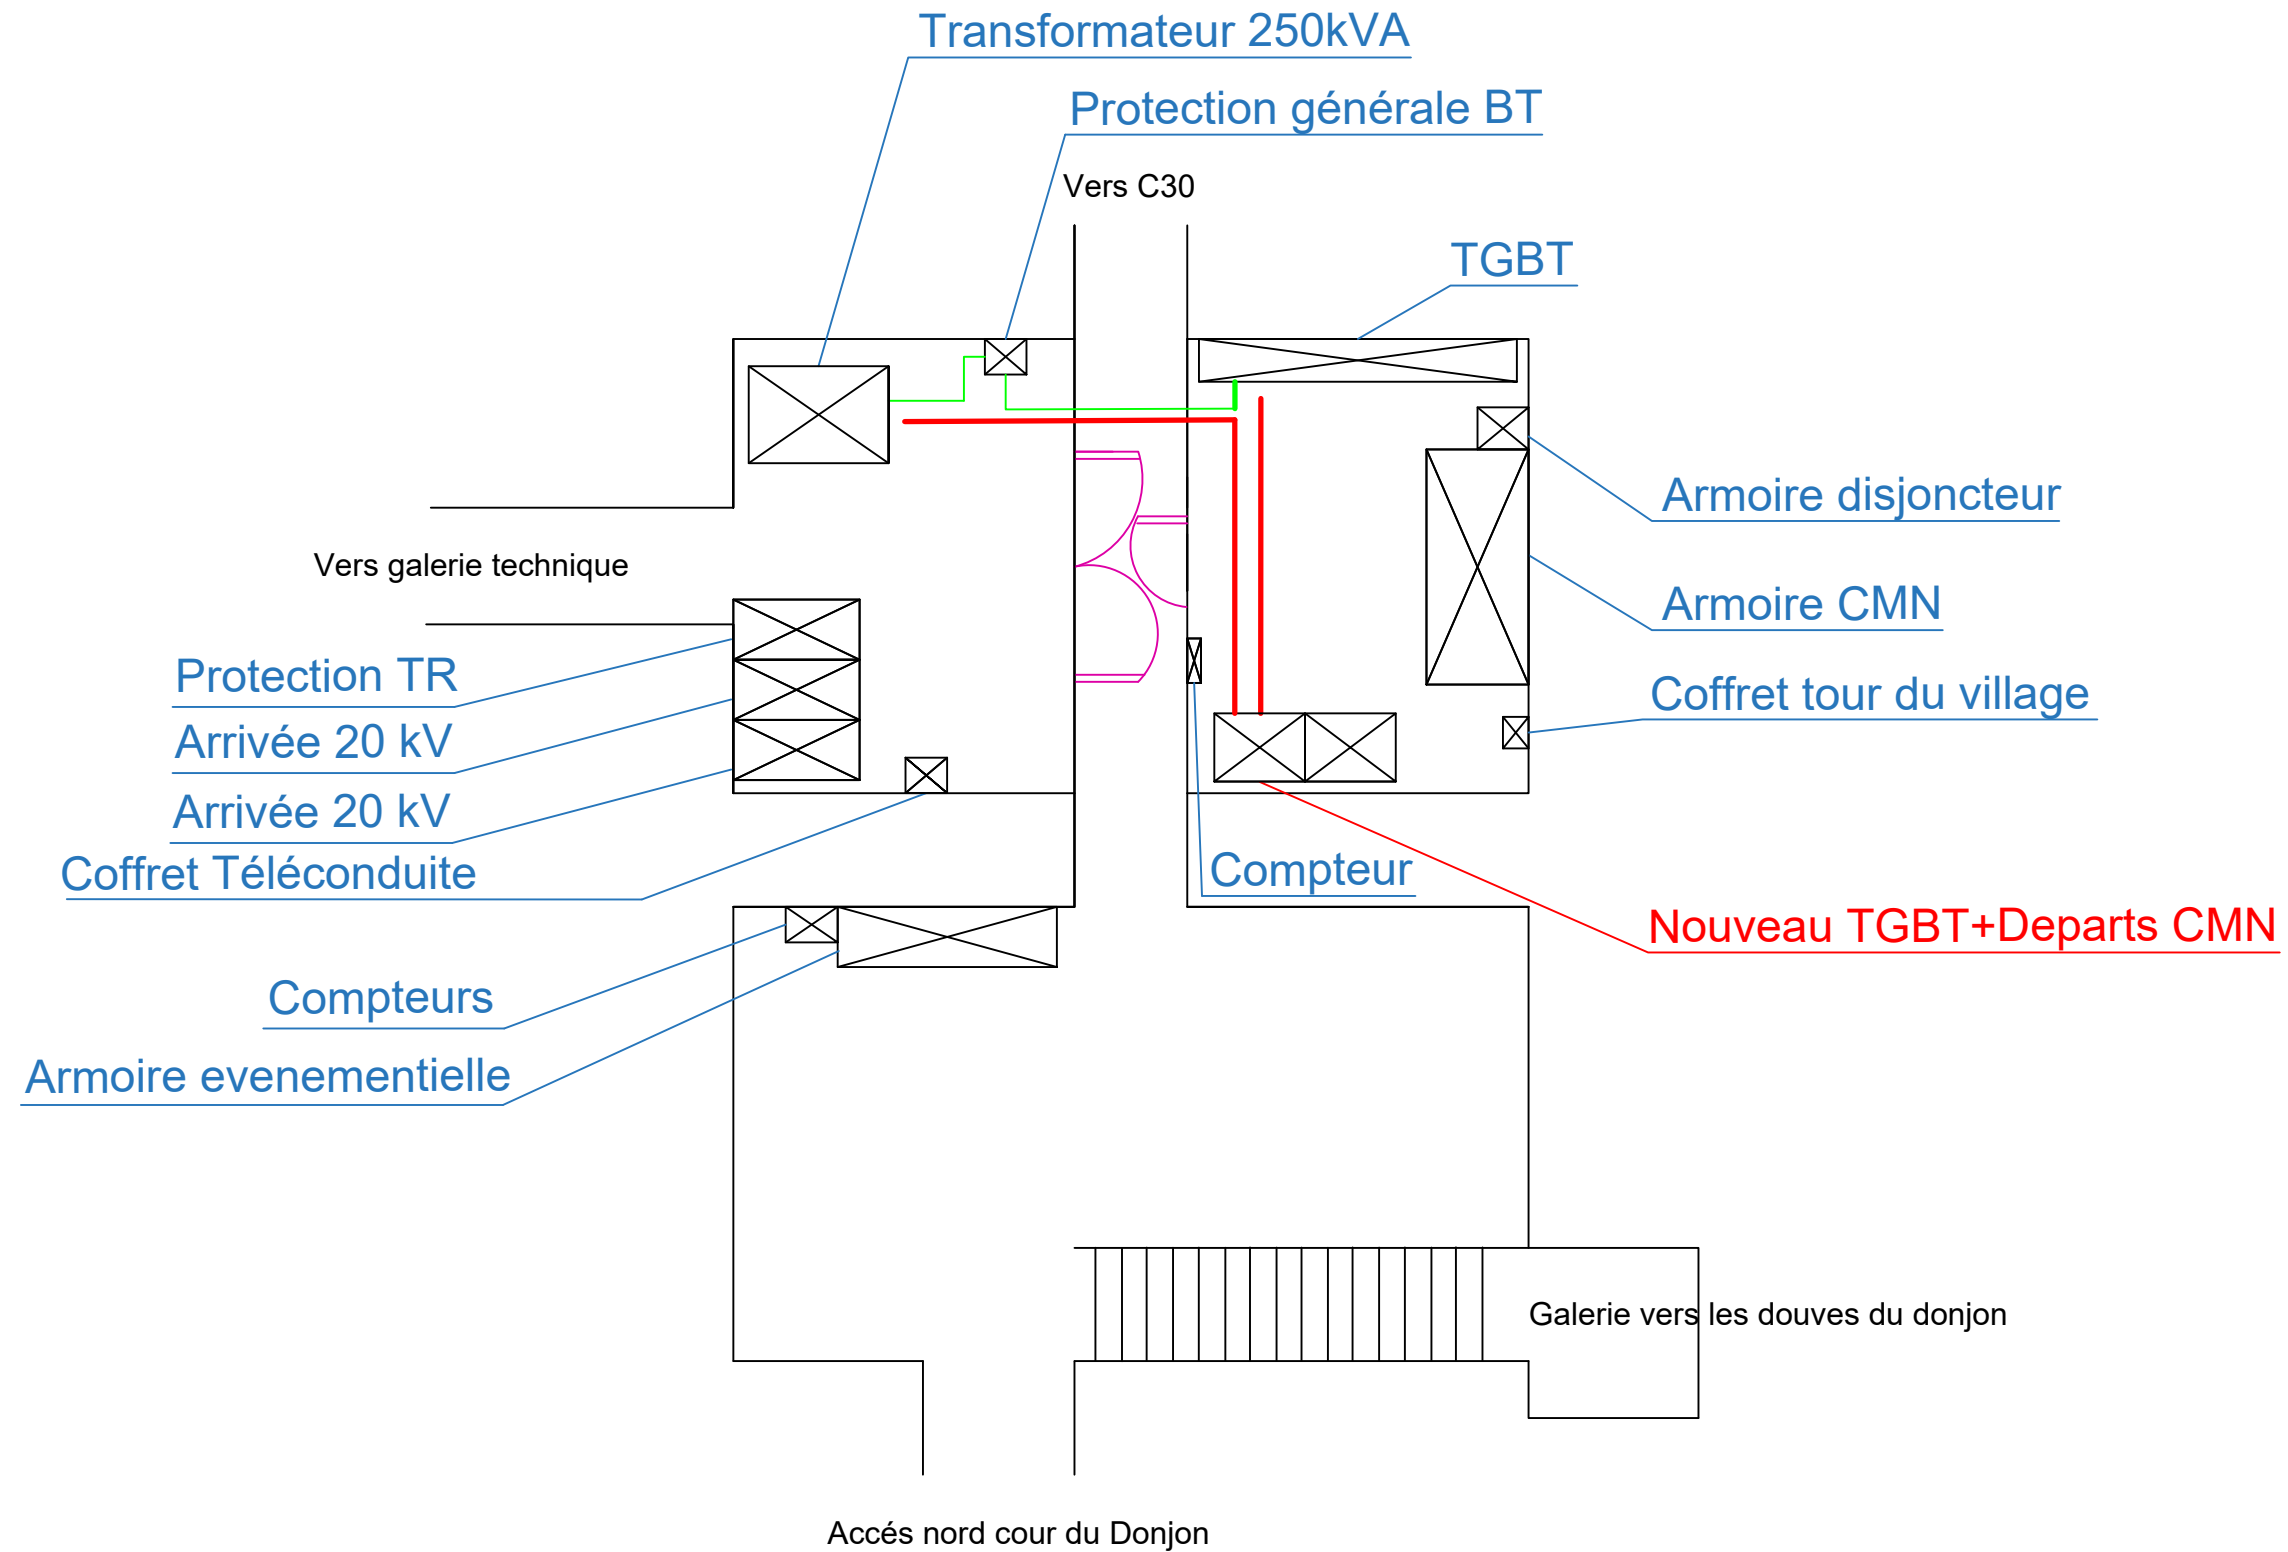 Transformateur 250kVA
Protection générale BT
Vers C30
TGBT
Armoire disjoncteur
Vers galerie technique
Armoire CMN
Protection TR
Coffret tour du village
Arrivée 20 kV
Arrivée 20 kV
Coffret Téléconduite
Compteur
Nouveau TGBT+Departs CMN
Compteurs
Armoire evenementielle
Galerie vers les douves du donjon
Accés nord cour du Donjon